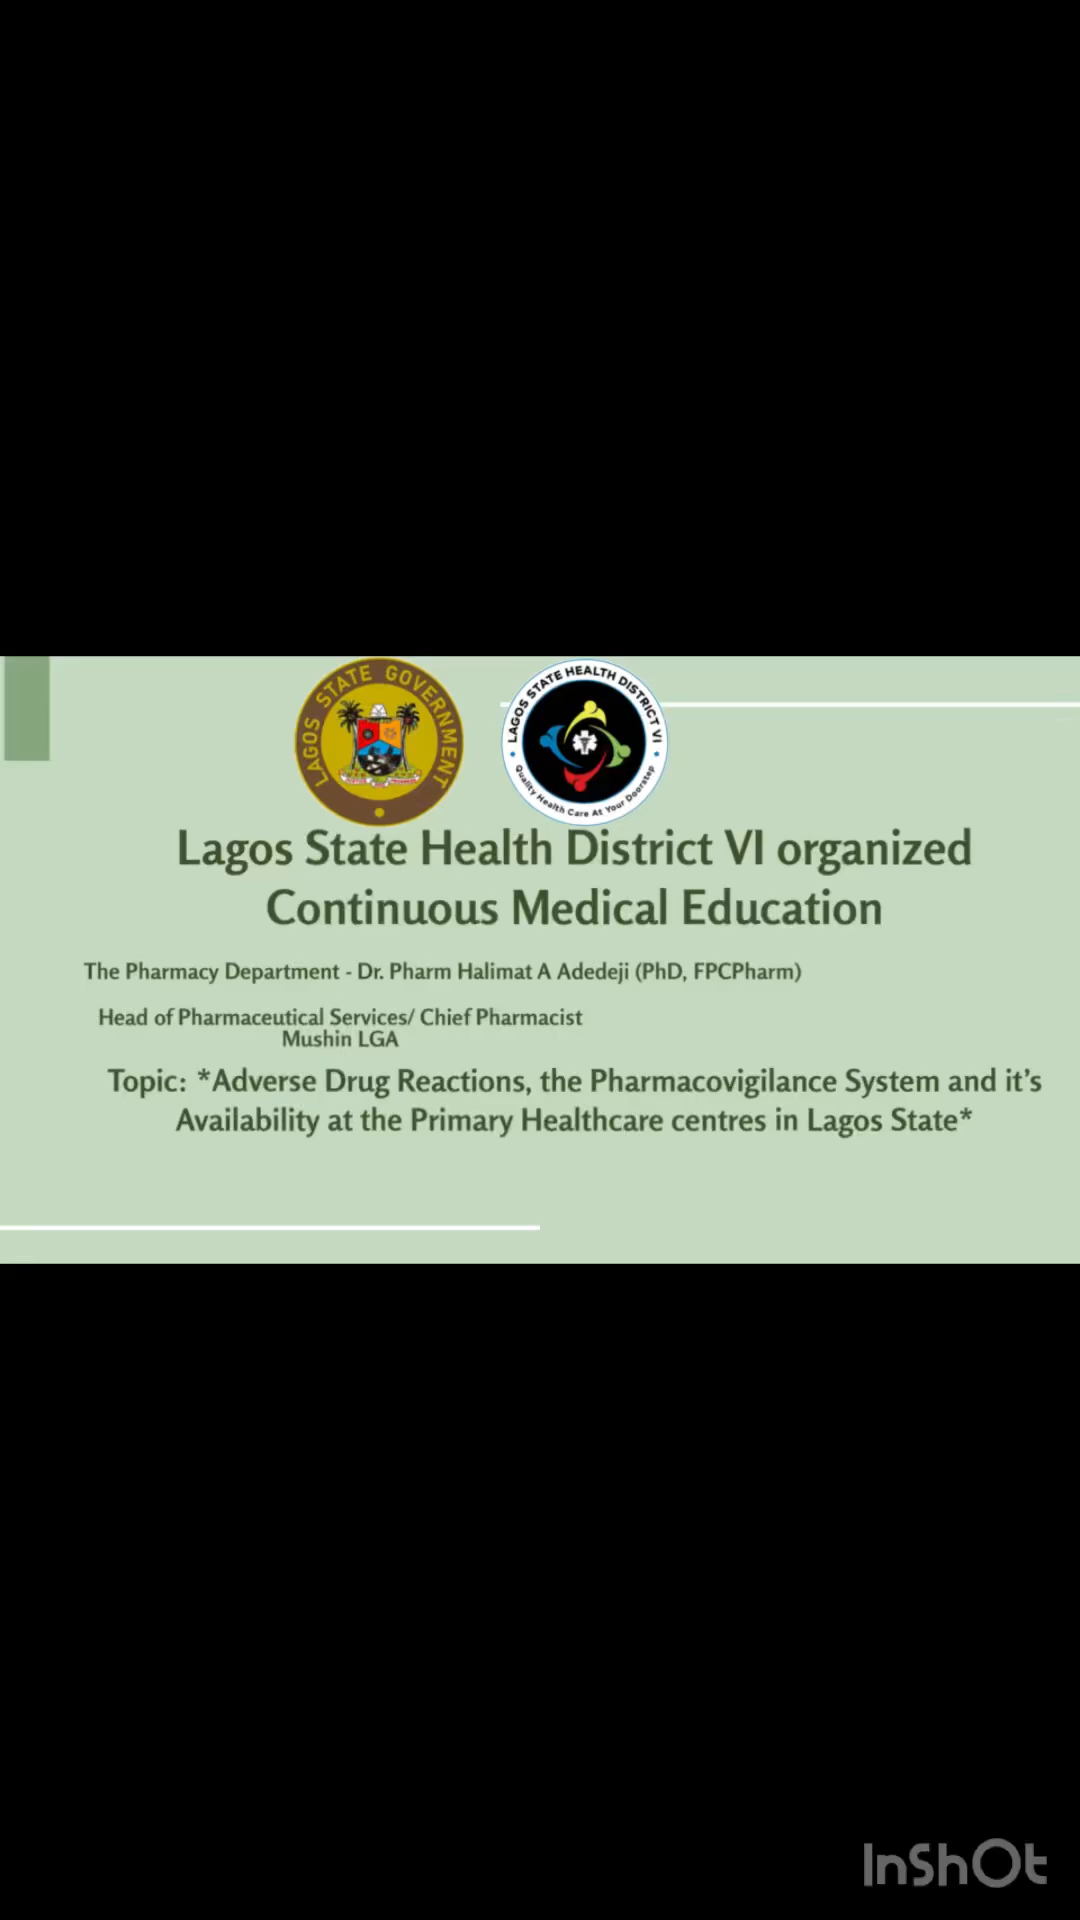 LAGOS STATE GOVERNMENT
LAGOS STATE HEALTH DISTRICT VI
Quality Health Care At Your Doorstep
Lagos State Health District VI organized
Continuous Medical Education
The Pharmacy Department - Dr. Pharm Halimat A Adedeji (PhD, FPCPharm)
Head of Pharmaceutical Services/ Chief Pharmacist
Mushin LGA
Topic: *Adverse Drug Reactions, the Pharmacovigilance System and it's
Availability at the Primary Healthcare centres in Lagos State*
InShOt